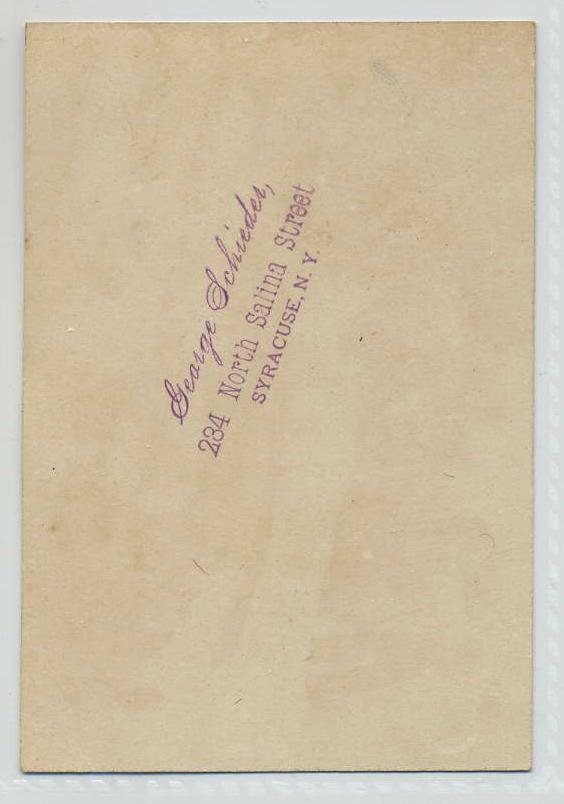 George Schieder,
234 North Salina Street
SYRACUSE, N. Y.